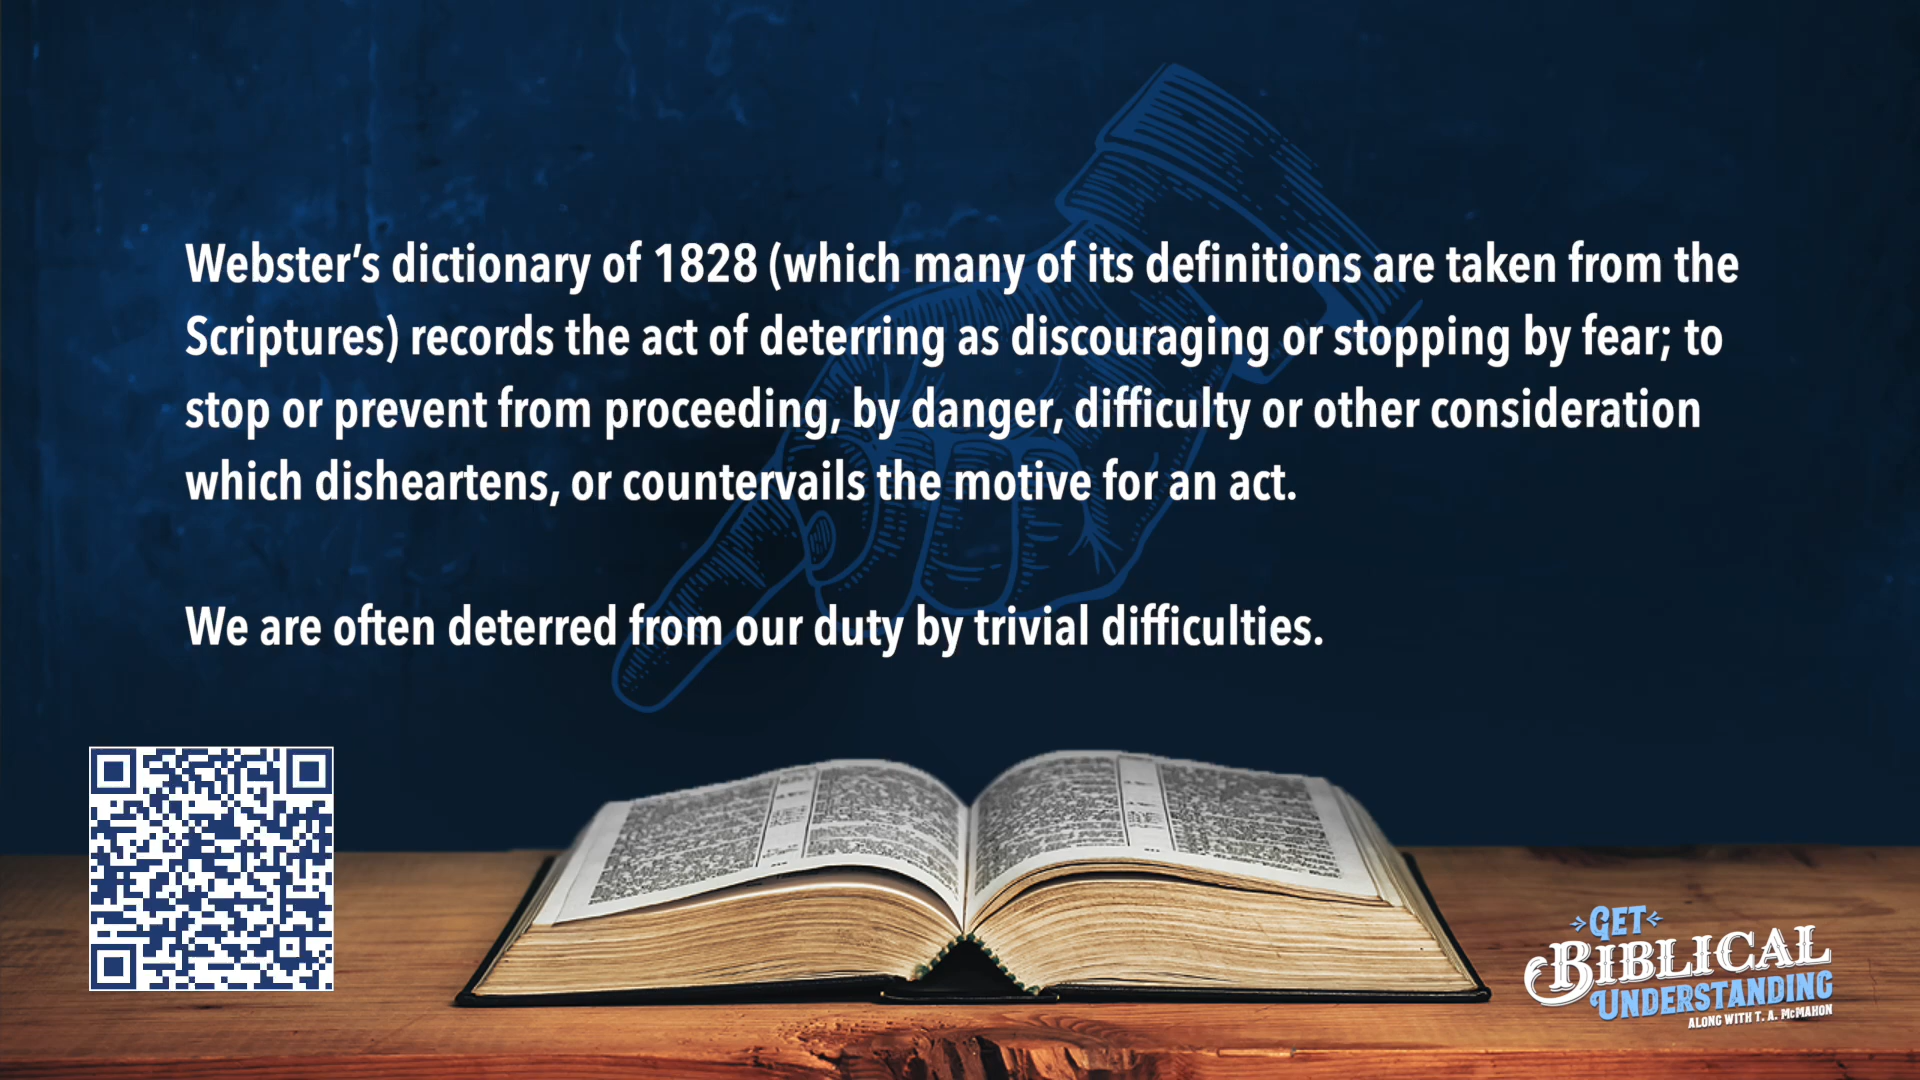 Webster’s dictionary of 1828 (which many of its definitions are taken from the
Scriptures) records the act of deterring as discouraging or stopping by fear; to
stop or prevent from proceeding, by danger, difficulty or other consideration
which disheartens, or countervails the motive for an act.
We are often deterred from our duty by trivial difficulties.
GET
BIBLICAL
UNDERSTANDING
ALONG WITH T. A. McMAHON